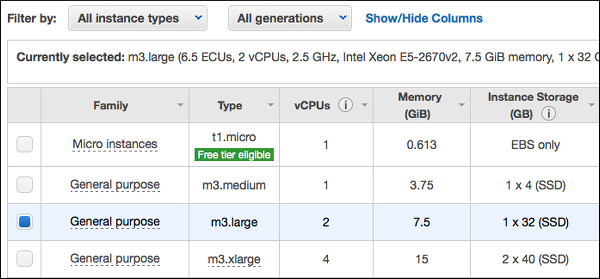 Filter by: All instance types All generations Show/Hide Columns
Currently selected: m3.large (6.5 ECUs, 2 vCPUs, 2.5 GHz, Intel Xeon E5-2670v2, 7.5 GiB memory, 1 x 32
Family Type vCPUs Memory (GiB) Instance Storage (GB)
Micro instances t1.micro Free tier eligible 1 0.613 EBS only
General purpose m3.medium 1 3.75 1 x 4 (SSD)
General purpose m3.large 2 7.5 1 x 32 (SSD)
General purpose m3.xlarge 4 15 2 x 40 (SSD)